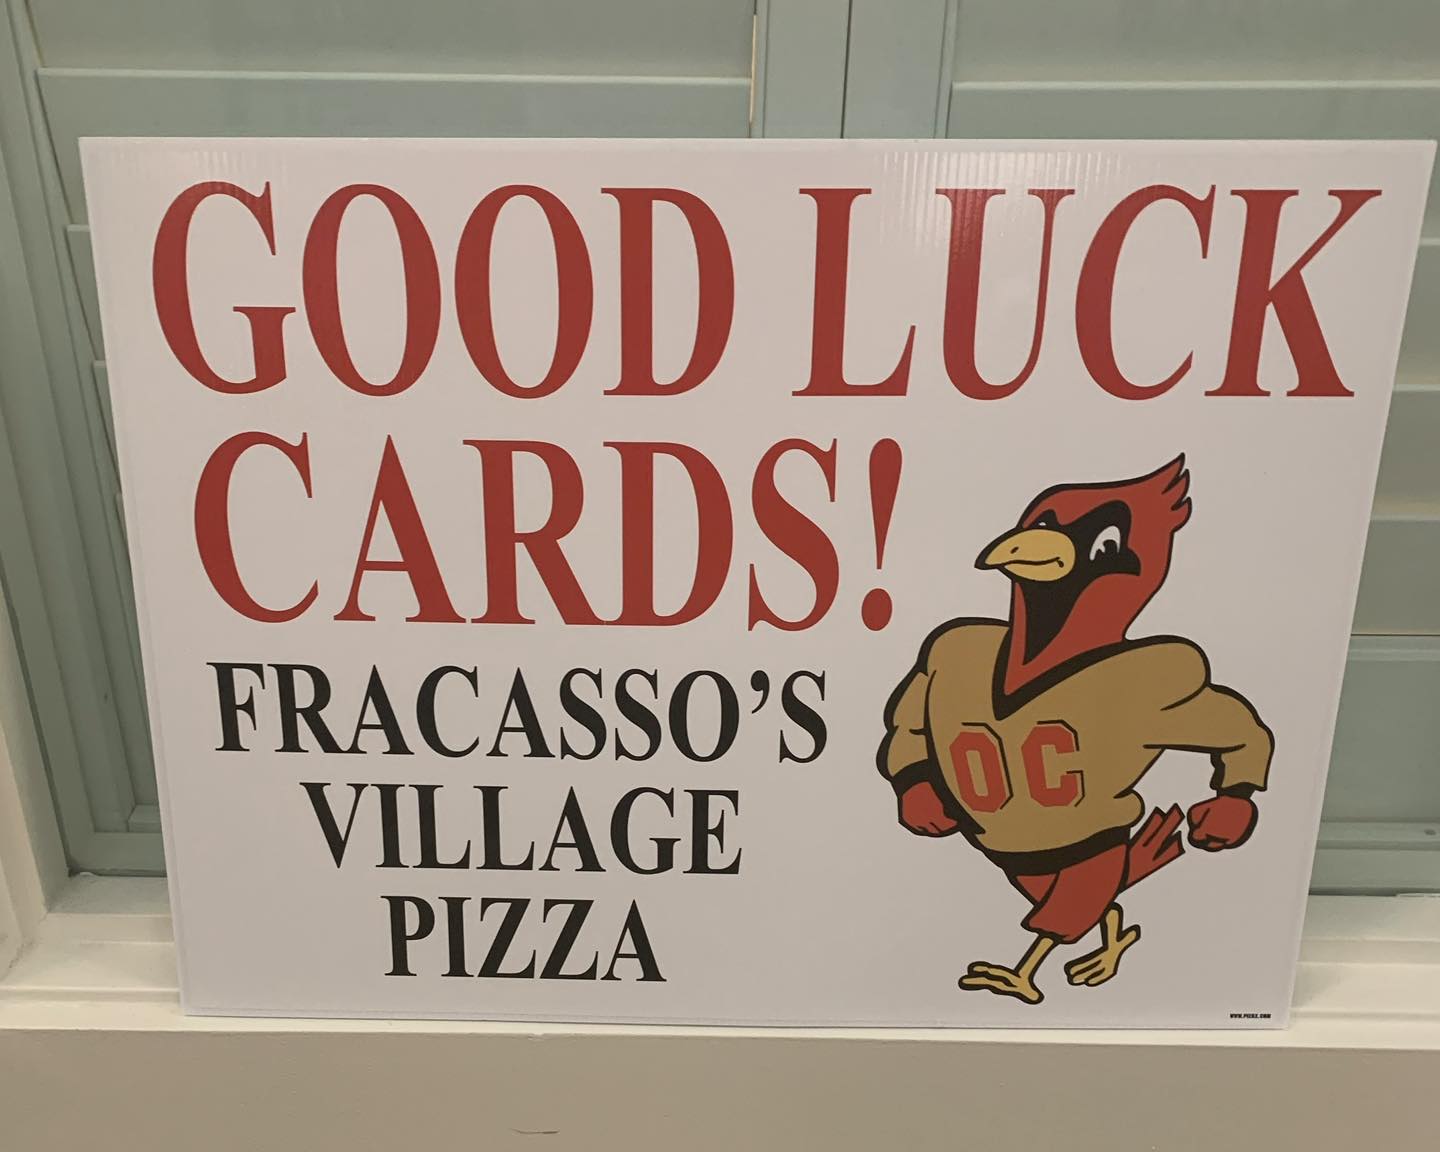 GOOD LUCK
CARDS!
FRACASSO'S
VILLAGE
PIZZA
OC